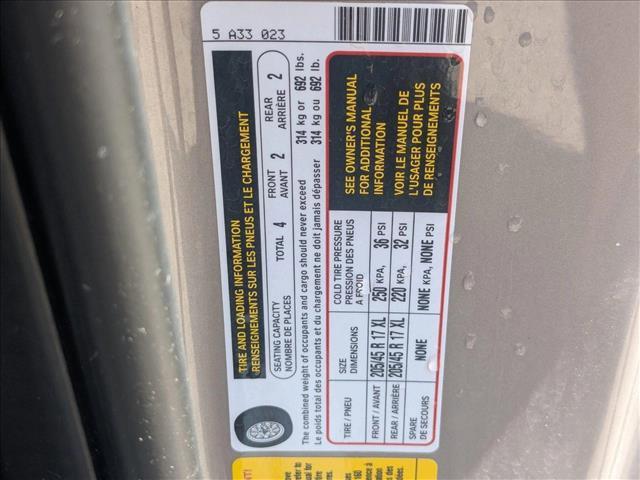 5 A33 023
TIRE AND LOADING INFORMATION
RENSEIGNEMENTS SUR LES PNEUS ET LE CHARGEMENT
SEATING CAPACITY
NOMBRE DE PLACES
TOTAL 4
FRONT
AVANT 2
REAR
ARRIÈRE 2
The combined weight of occupants and cargo should never exceed 314 kg or 692 lbs.
Le poids total des occupants et du chargement ne doit jamais dépasser 314 kg ou 692 lb.
TIRE / PNEU
SIZE
DIMENSIONS
COLD TIRE PRESSURE
PRESSION DES PNEUS
A FROID
FRONT / AVANT 205/45 R 17 XL 250 KPA, 36 PSI
REAR / ARRIÈRE 205/45 R 17 XL 220 KPA, 32 PSI
SPARE
DE SECOURS
NONE NONE KPA, NONE PSI
SEE OWNER'S MANUAL
FOR ADDITIONAL
INFORMATION
VOIR LE MANUEL DE
L'USAGER POUR PLUS
DE RENSEIGNEMENTS